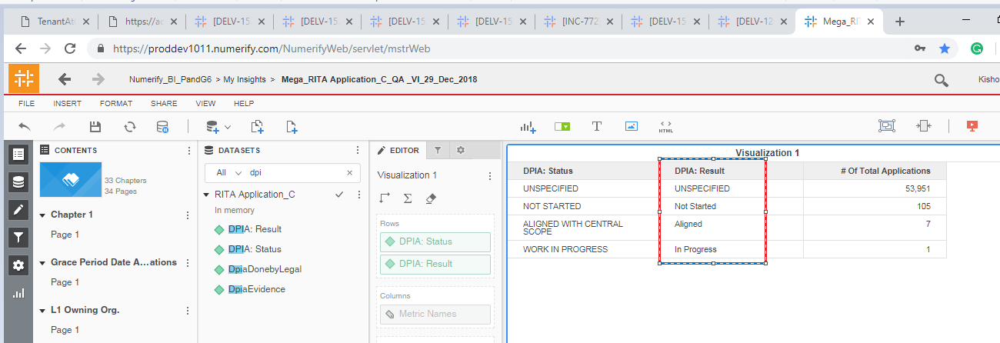 TenantAt
https://ac
[DELV-15
[DELV-15
[DELV-15
[DELV-15
[INC-772]
[DELV-15
[DELV-12
Mega_RIT
https://proddev1011.numerify.com/NumerifyWeb/servlet/mstrWeb
Numerify_BI_PandG6 > My Insights > Mega_RITA Application_C_QA _VI_29_Dec_2018
Kisho
FILE INSERT FORMAT SHARE VIEW HELP
HTML
CONTENTS
33 Chapters
34 Pages
Chapter 1
Page 1
Grace Period Date A...ations
Page 1
L1 Owning Org.
Page 1
DATASETS
All dpi
RITA Application_C
In memory
DPIA: Result
DPIA: Status
DpiaDonebyLegal
DpiaEvidence
EDITOR
Visualization 1
Rows
DPIA: Status
DPIA: Result
Columns
Metric Names
Visualization 1
DPIA: Status DPIA: Result # Of Total Applications
UNSPECIFIED UNSPECIFIED 53,951
NOT STARTED Not Started 105
ALIGNED WITH CENTRAL Aligned 7
SCOPE
WORK IN PROGRESS In Progress 1